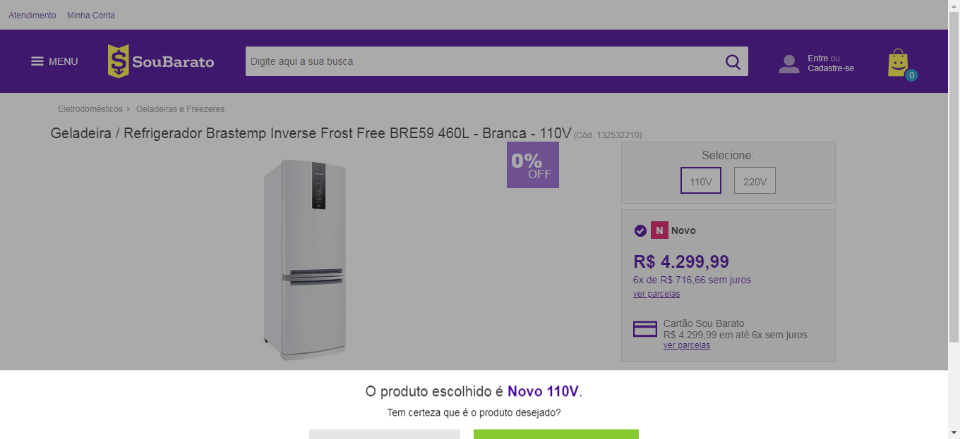 Atendimento Minha Conta
MENU
SouBarato
Digite aqui a sua busca
Entre ou
Cadastre-se
0
Eletrodomésticos › Geladeiras e Freezeres
Geladeira / Refrigerador Brastemp Inverse Frost Free BRE59 460L - Branca - 110V (Cód. 132532210)
0%
OFF
Selecione:
110V 220V
N Novo
R$ 4.299,99
6x de R$ 716,66 sem juros
ver parcelas
Cartão Sou Barato
R$ 4.299,99 em até 6x sem juros
ver parcelas
O produto escolhido é Novo 110V.
Tem certeza que é o produto desejado?